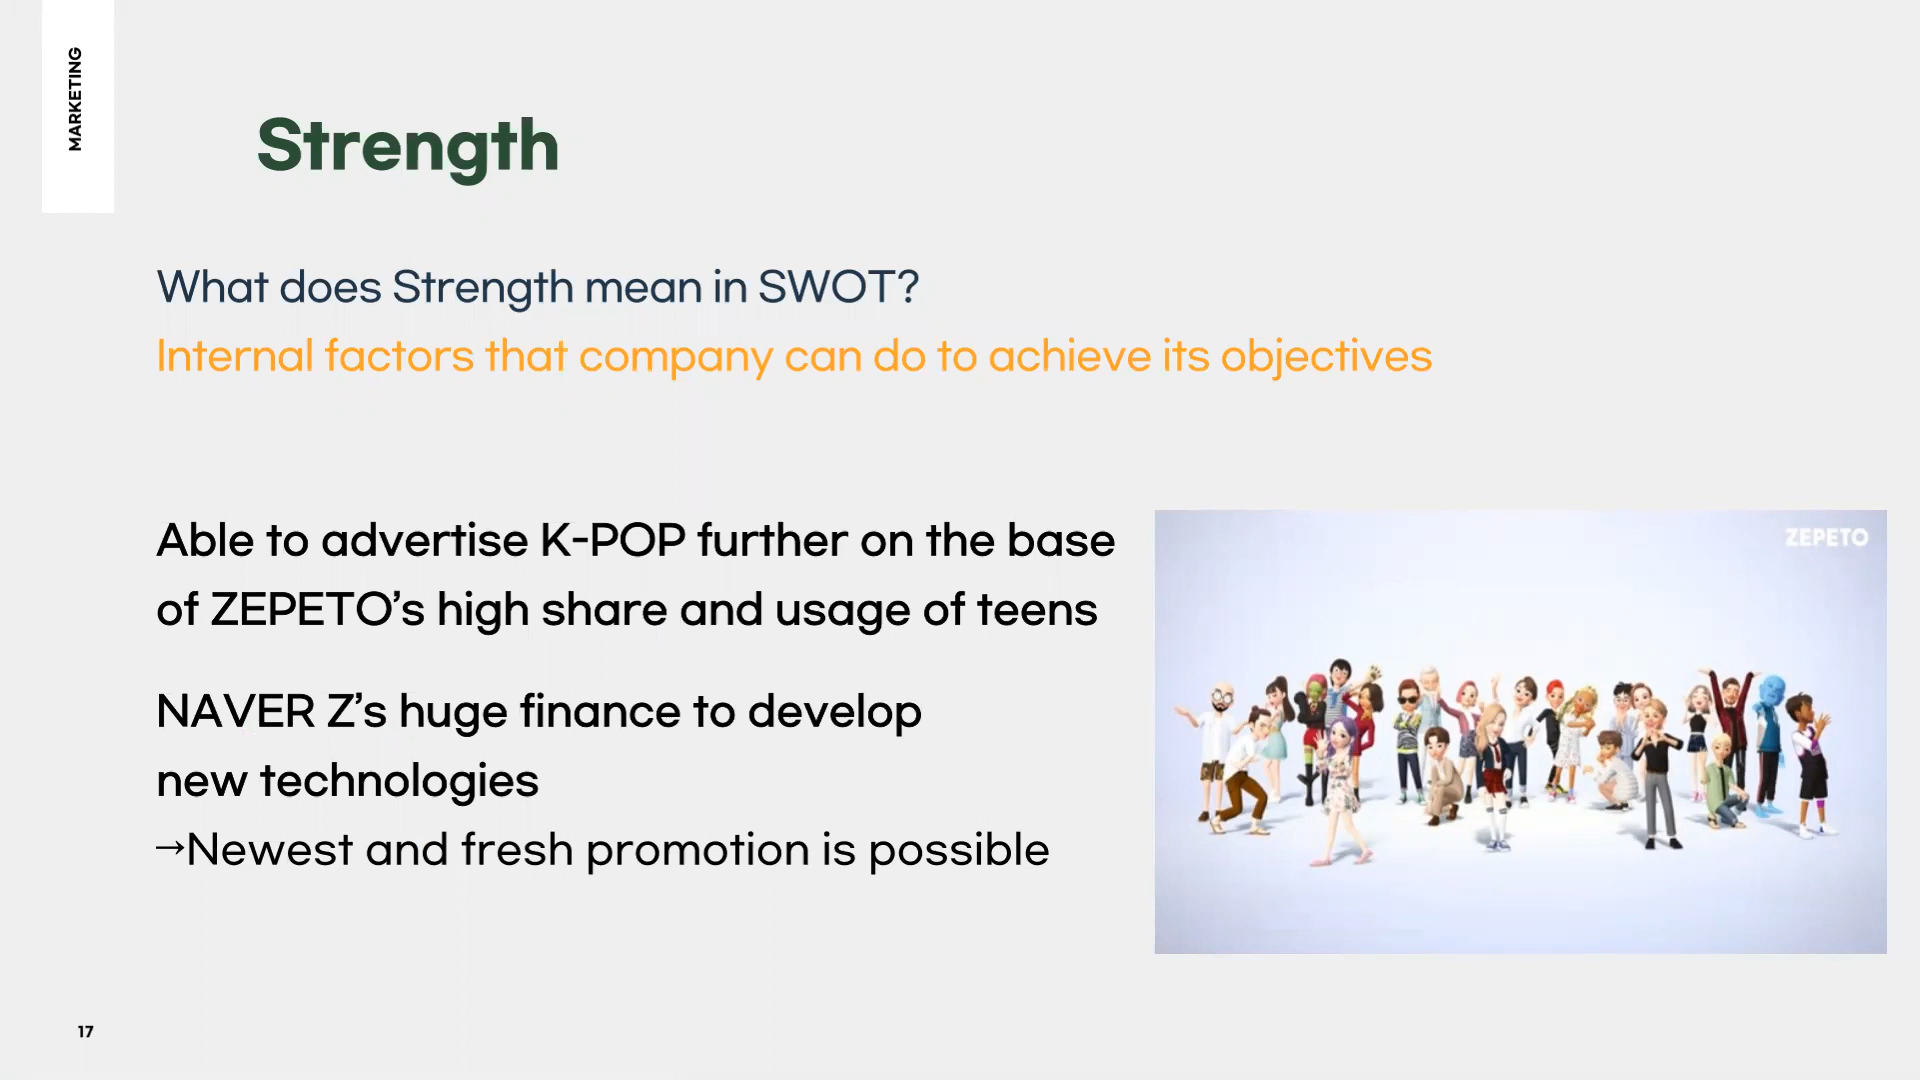 MARKETING
Strength
What does Strength mean in SWOT?
Internal factors that company can do to achieve its objectives
Able to advertise K-POP further on the base
of ZEPETO’s high share and usage of teens
NAVER Z’s huge finance to develop
new technologies
→Newest and fresh promotion is possible
ZEPETO
17